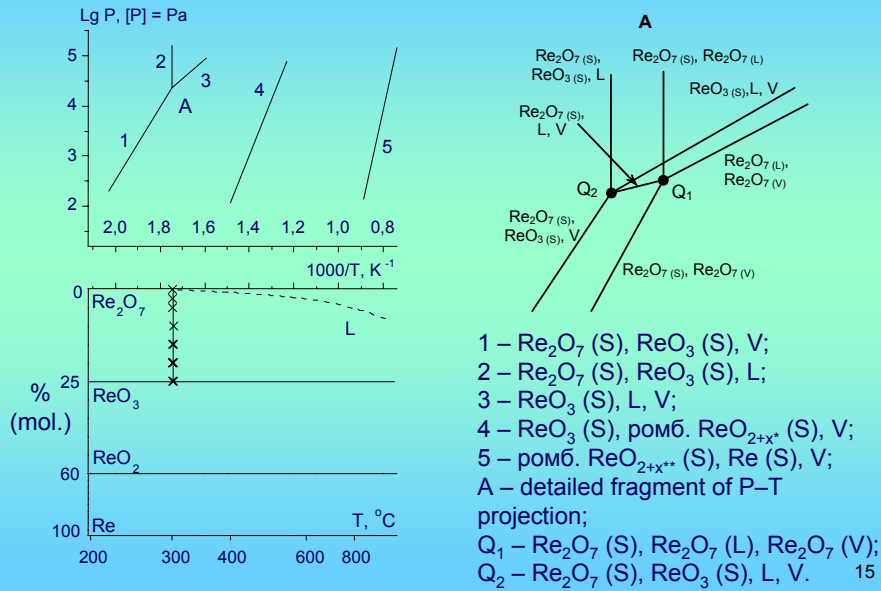 Lg P, [P] = Pa
5
4
3
2
2
3
A
1
4
5
2,0 1,8 1,6 1,4 1,2 1,0 0,8
1000/T, K⁻¹
0
Re₂O₇
L
25
%
(mol.)
ReO₃
ReO₂
60
100
Re
T, °C
200 300 400 600 800
A
Re₂O₇ (S),
ReO₃ (S), L
Re₂O₇ (S), Re₂O₇ (L)
ReO₃ (S),L, V
Re₂O₇ (S),
L, V
Re₂O₇ (L),
Re₂O₇ (V)
Q₂
Q₁
Re₂O₇ (S),
ReO₃ (S), V
Re₂O₇ (S), Re₂O₇ (V)
1 – Re₂O₇ (S), ReO₃ (S), V;
2 – Re₂O₇ (S), ReO₃ (S), L;
3 – ReO₃ (S), L, V;
4 – ReO₃ (S), ромб. ReO₂₊ₓ* (S), V;
5 – ромб. ReO₂₊ₓ** (S), Re (S), V;
A – detailed fragment of P–T
projection;
Q₁ – Re₂O₇ (S), Re₂O₇ (L), Re₂O₇ (V);
Q₂ – Re₂O₇ (S), ReO₃ (S), L, V.
15